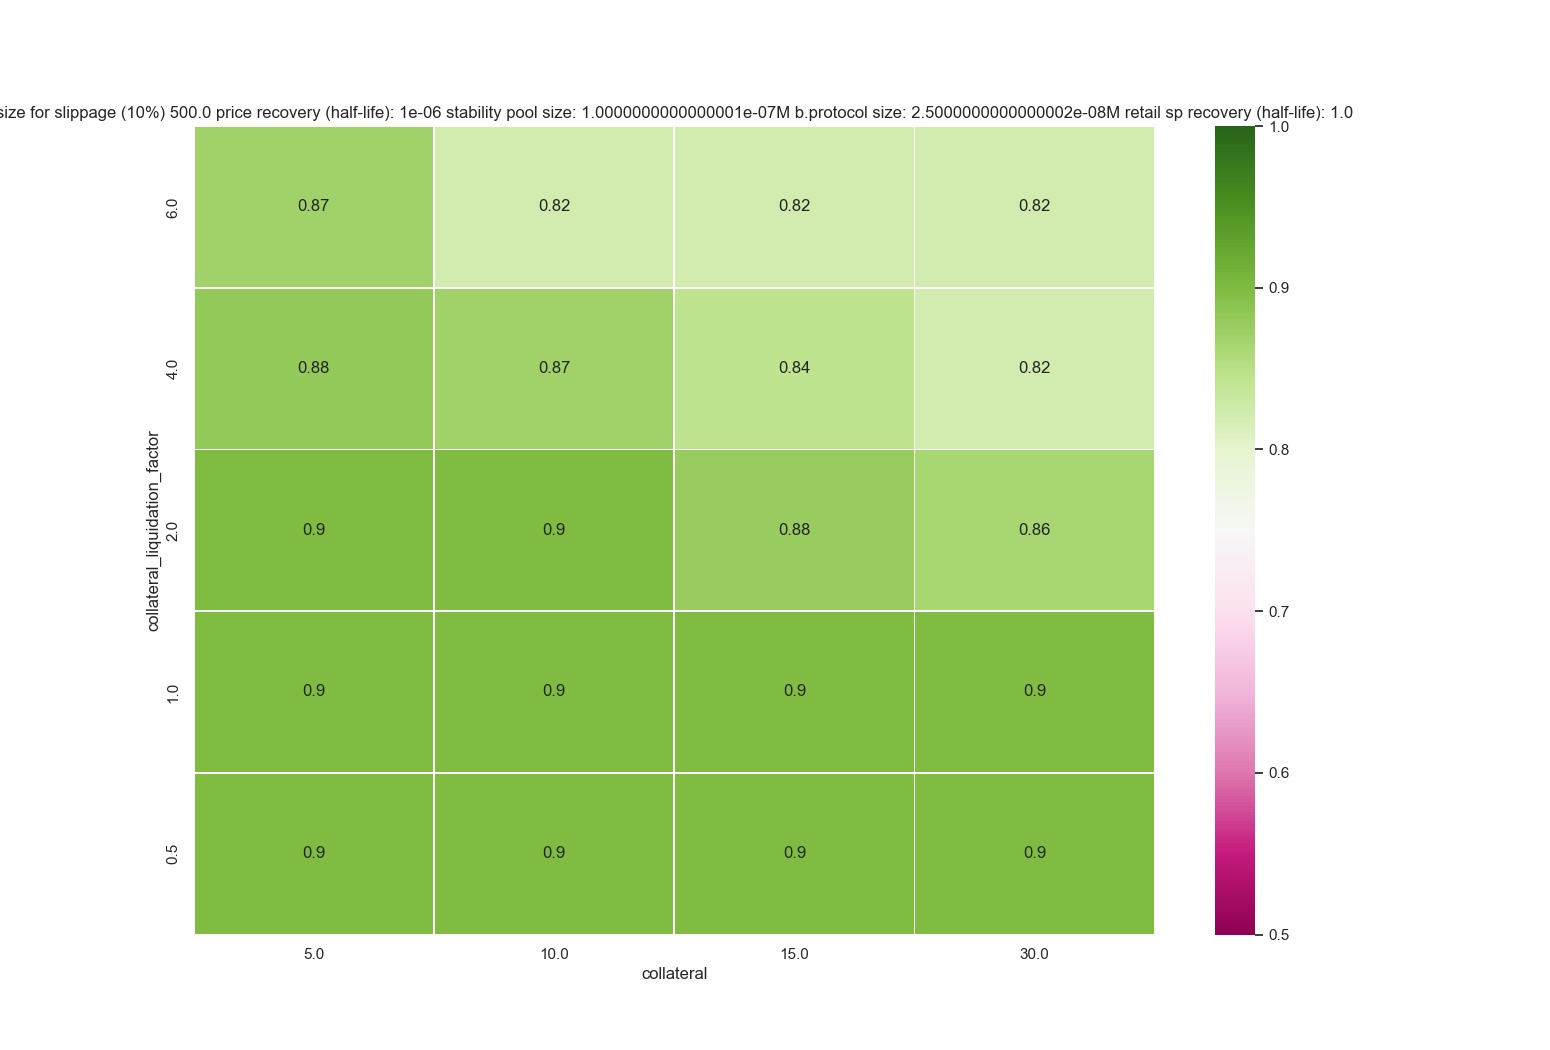 size for slippage (10%) 500.0 price recovery (half-life): 1e-06 stability pool size: 1.0000000000000001e-07M b.protocol size: 2.5000000000000002e-08M retail sp recovery (half-life): 1.0
1.0
6.0 0.87 0.82 0.82 0.82
0.9
4.0 0.88 0.87 0.84 0.82
0.8
collateral_liquidation_factor
2.0 0.9 0.9 0.88 0.86
0.7
1.0 0.9 0.9 0.9 0.9
0.6
0.5 0.9 0.9 0.9 0.9
0.5
5.0 10.0 15.0 30.0
collateral